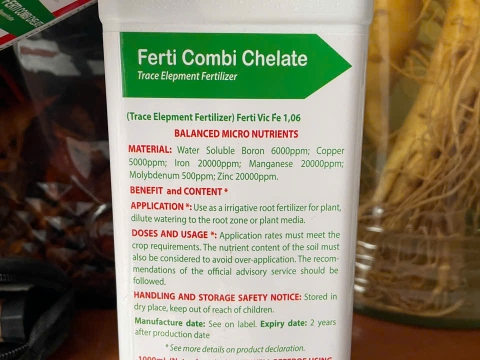 Ferti Combi Chelate
Trace Elepment Fertilizer
(Trace Elepment Fertilizer) Ferti Vic Fe 1,06
BALANCED MICRO NUTRIENTS
MATERIAL: Water Soluble Boron 6000ppm; Copper
5000ppm; Iron 20000ppm; Manganese 20000ppm;
Molybdenum 500ppm; Zinc 20000ppm.
BENEFIT and CONTENT *
APPLICATION *: Use as a irrigative root fertilizer for plant,
dilute watering to the root zone or plant media.
DOSES AND USAGE *: Application rates must meet the
crop requirements. The nutrient content of the soil must
also be considered to avoid over-application. The recom-
mendations of the official advisory service should be
followed.
HANDLING AND STORAGE SAFETY NOTICE: Stored in
dry place, keep out of reach of children.
Manufacture date: See on label. Expiry date: 2 years
after production date
* See more details on product declaration.